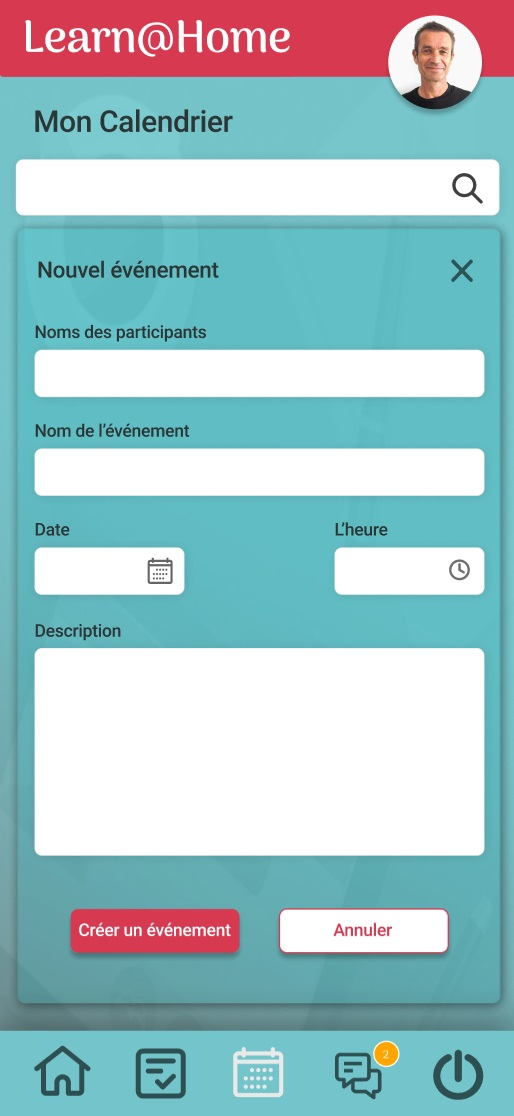 Learn@Home
Mon Calendrier
Nouvel événement
Noms des participants
Nom de l’événement
Date
L’heure
Description
Créer un événement
Annuler
2